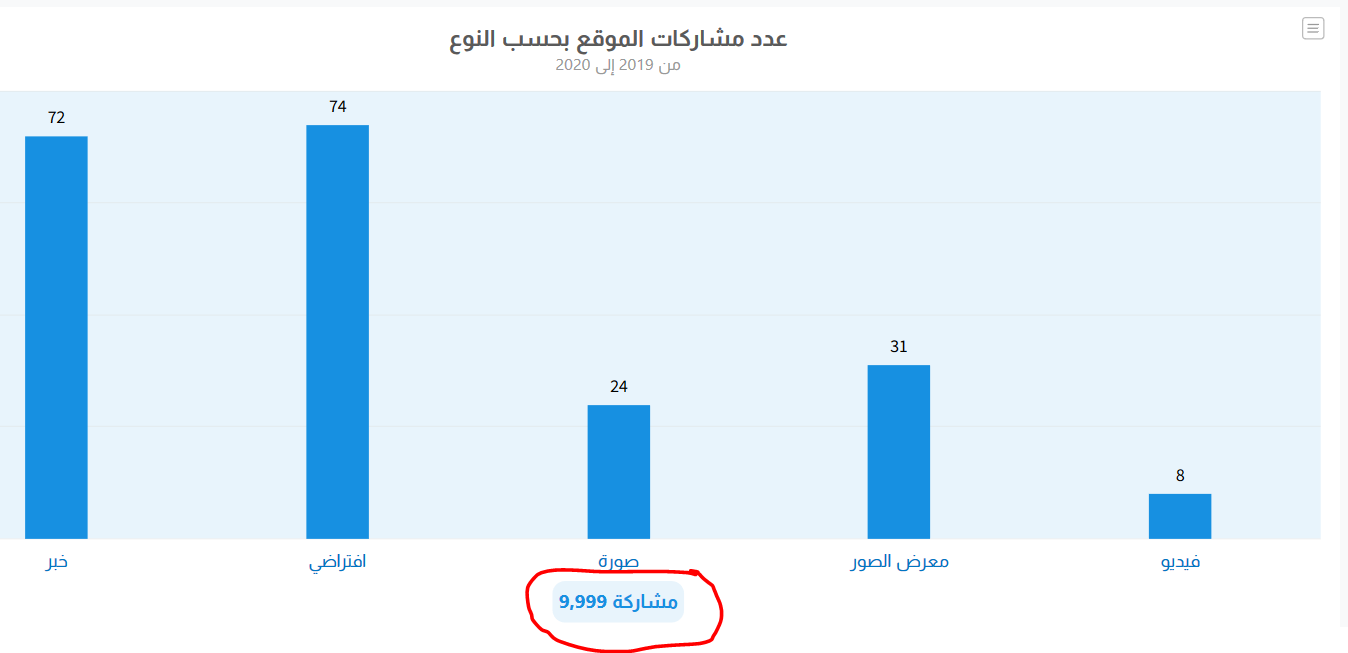 عدد مشاركات الموقع بحسب النوع
من 2019 إلى 2020
72
74
24
31
8
خبر
افتراضي
صورة
معرض الصور
فيديو
مشاركة 9,999